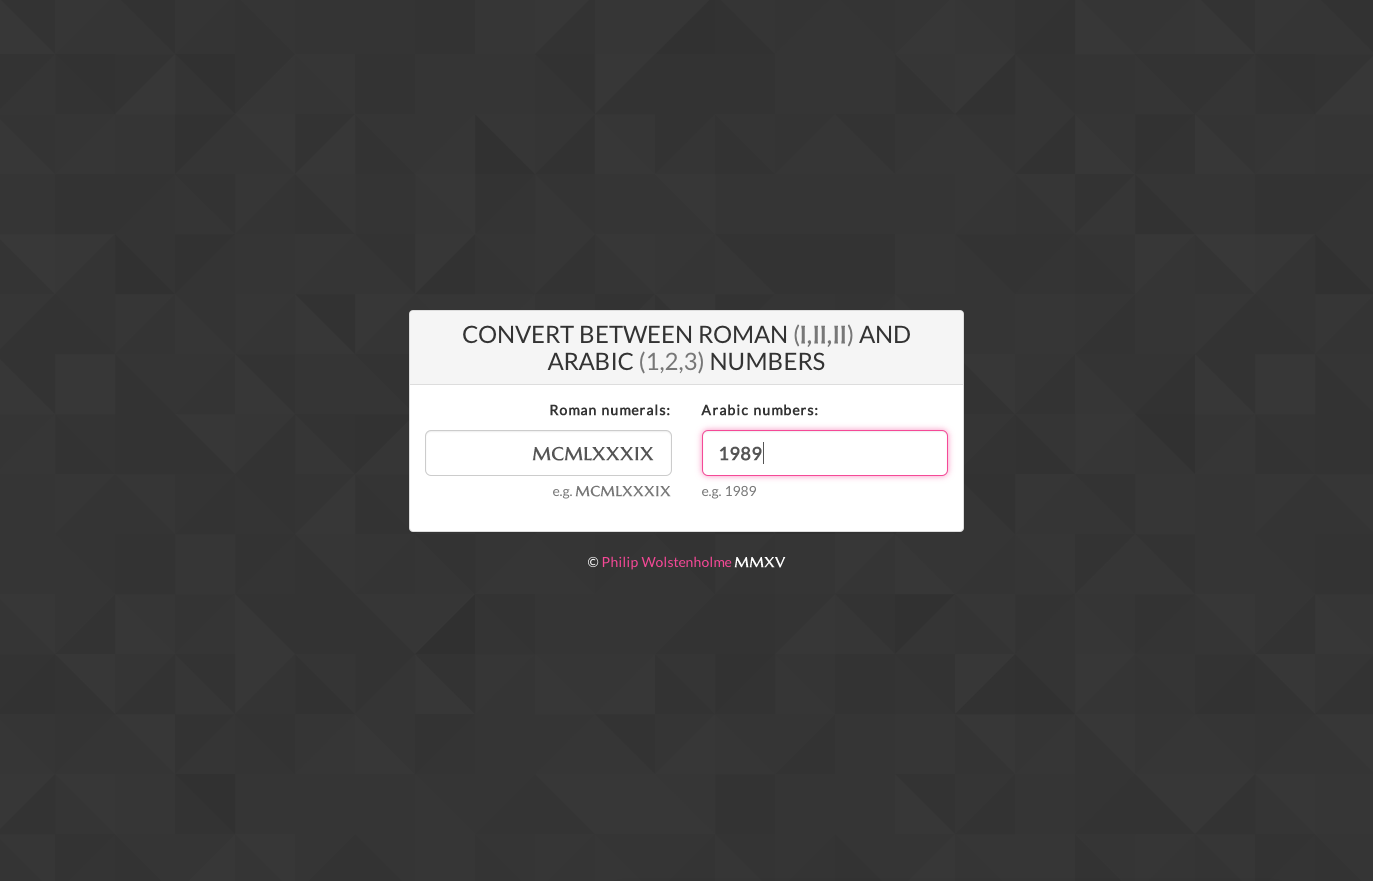 CONVERT BETWEEN ROMAN (I,II,II) AND
ARABIC (1,2,3) NUMBERS
Roman numerals:
MCMLXXXIX
e.g. MCMLXXXIX
Arabic numbers:
1989
e.g. 1989
© Philip Wolstenholme MMXV